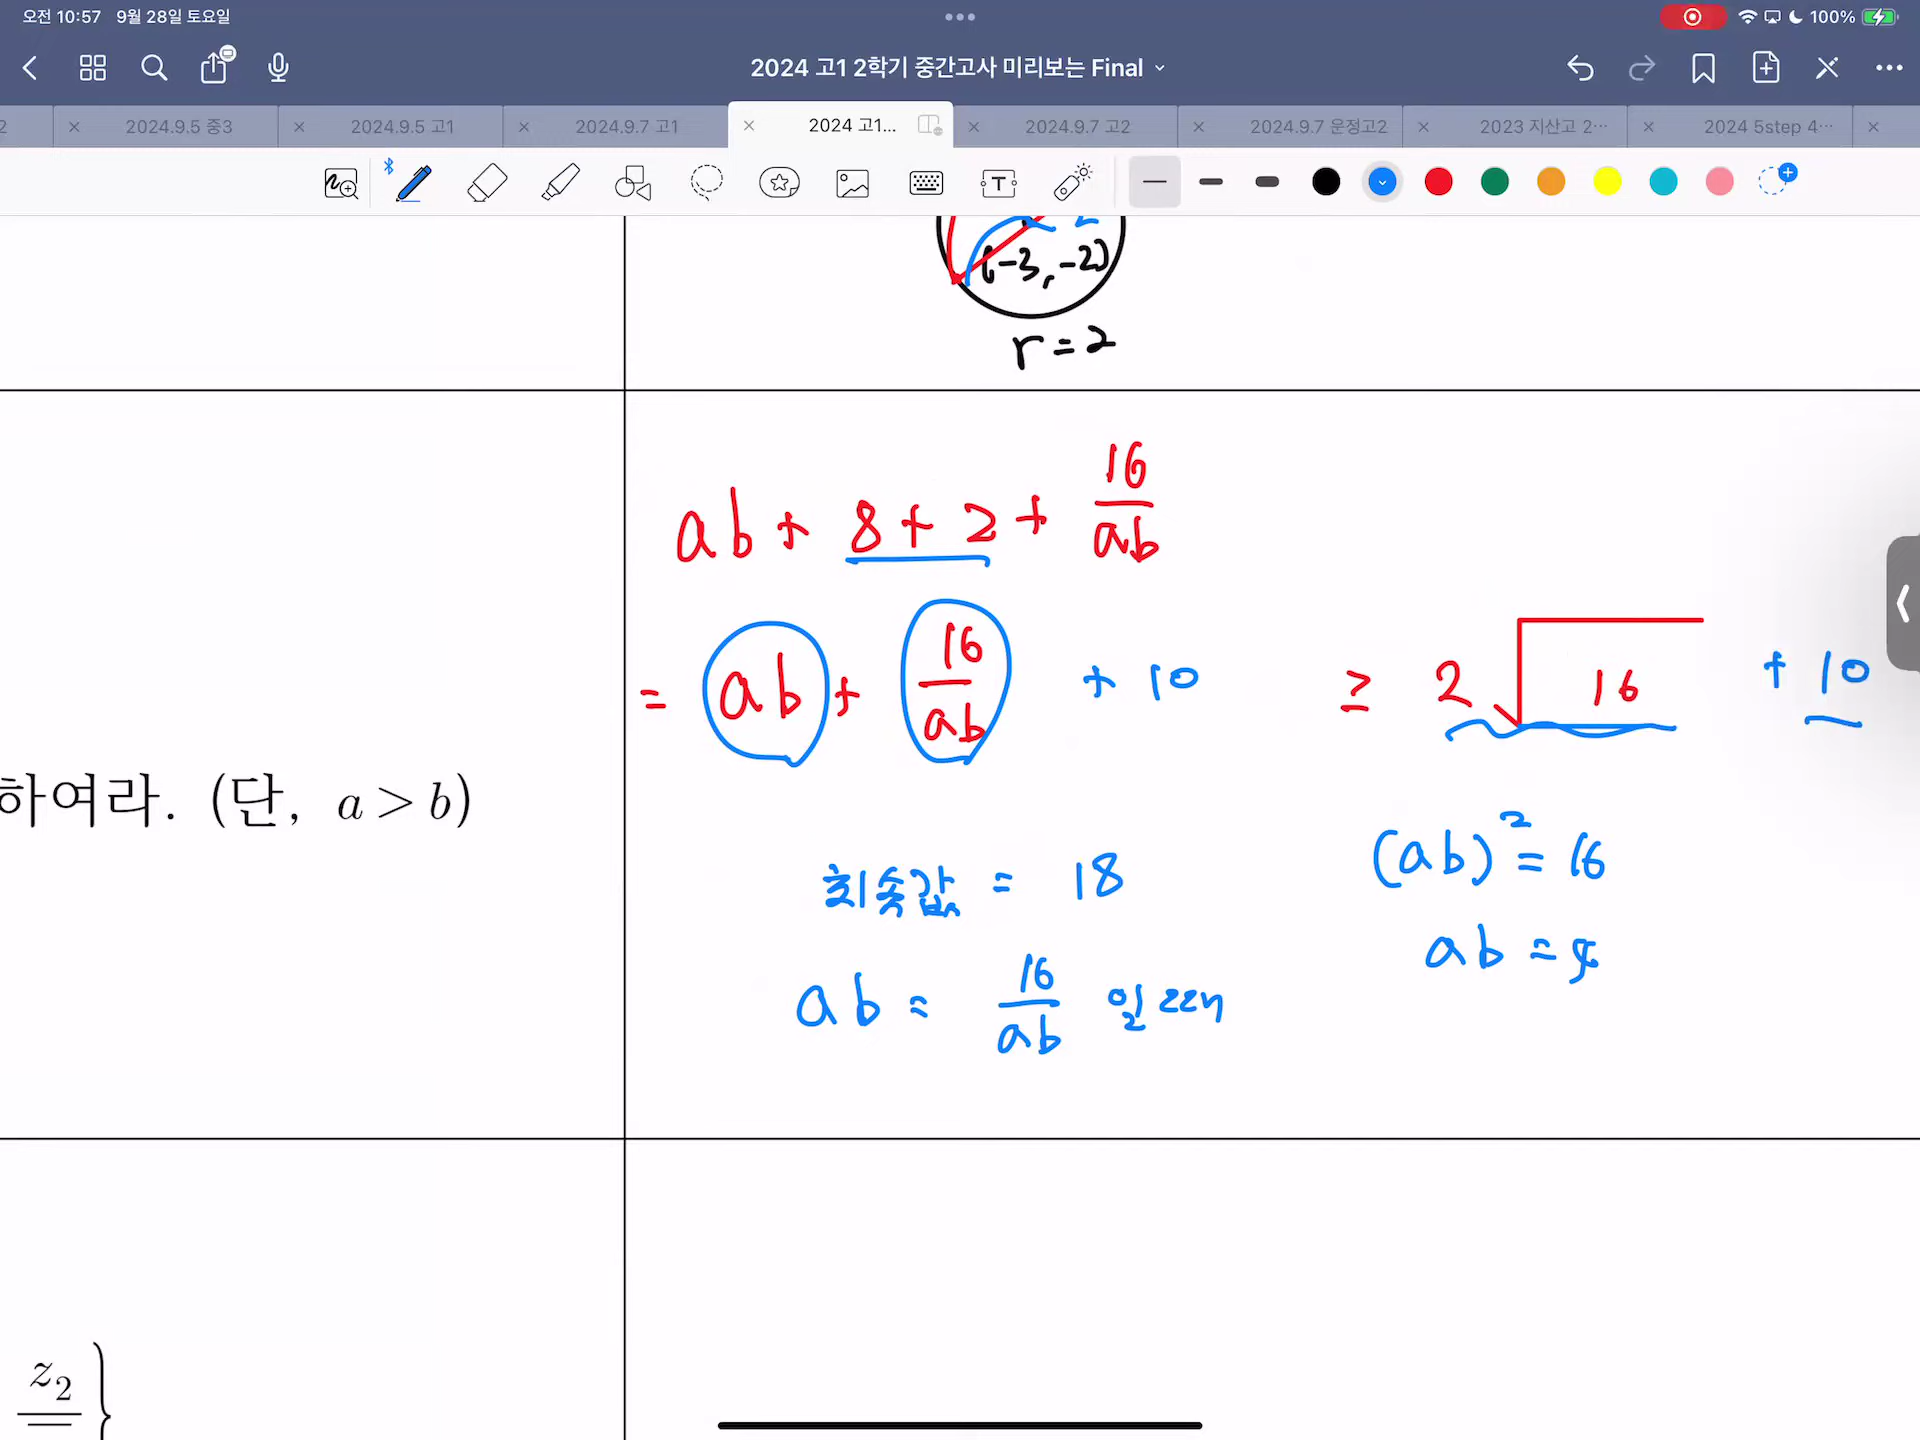 오전 10:57 9월 28일 토요일
100%
2024 고1 2학기 중간고사 미리보는 Final
2 2024.9.5 중3 2024.9.5 고1 2024.9.7 고1 2024 고1... 2024.9.7 고2 2024.9.7 운정고2 2023 지산고 2… 2024 5step 4…
(-3, -2)
r = 2
ab + 8 + 2 + 16/ab
= ab + 16/ab + 10 ≥ 2√16 + 10
하여라. (단, a > b)
최솟값 = 18
(ab)² = 16
ab = 4
ab = 16/ab 일 때
z₂